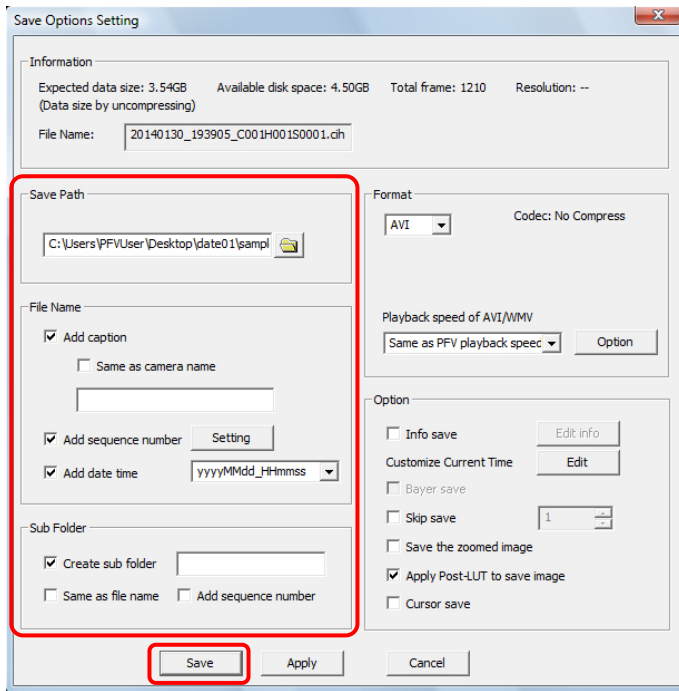 Save Options Setting
Information
Expected data size: 3.54GB Available disk space: 4.50GB Total frame: 1210 Resolution: --
(Data size by uncompressing)
File Name: 20140130_193905_C001H001S0001.cih
Save Path
C:\Users\PFVUser\Desktop\date01\sampl
File Name
Add caption
Same as camera name
Add sequence number Setting
Add date time yyyyMMdd_HHmmss
Sub Folder
Create sub folder
Same as file name Add sequence number
Format
AVI Codec: No Compress
Playback speed of AVI/WMV
Same as PFV playback speed Option
Option
Info save Edit info
Customize Current Time Edit
Bayer save
Skip save 1
Save the zoomed image
Apply Post-LUT to save image
Cursor save
Save Apply Cancel